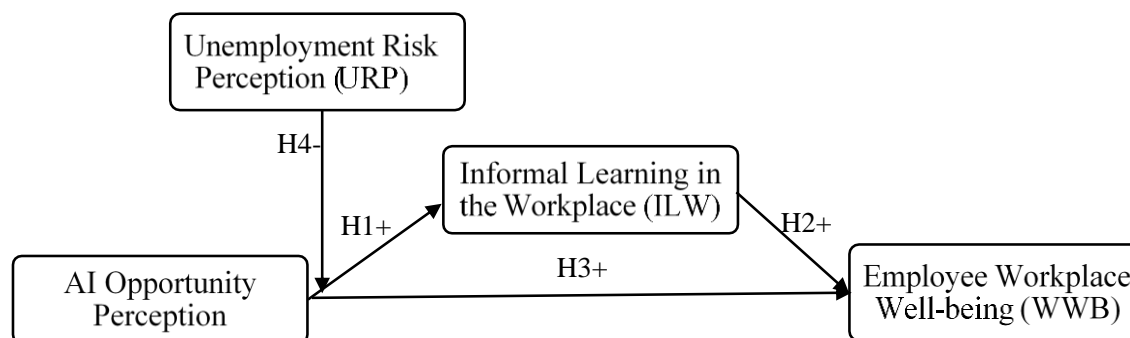 Unemployment Risk
Perception (URP)
H4-
Informal Learning in
the Workplace (ILW)
H1+
H2+
H3+
AI Opportunity
Perception
Employee Workplace
Well-being (WWB)